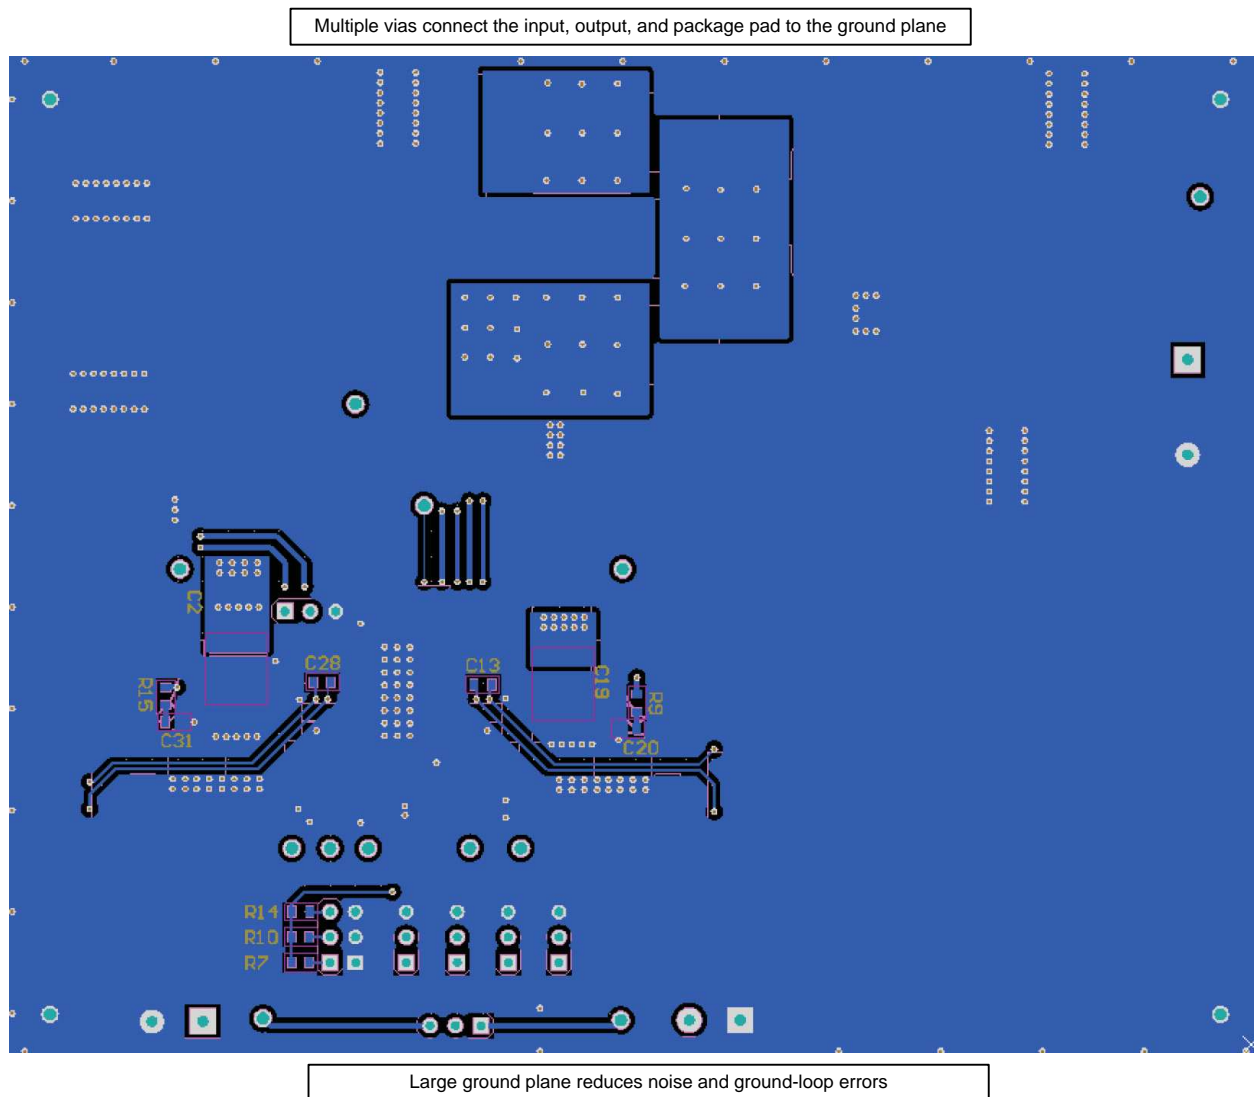 Multiple vias connect the input, output, and package pad to the ground plane
C2
C28
C13
C19
R15
R9
C31
C20
R14
R10
R7
Large ground plane reduces noise and ground-loop errors